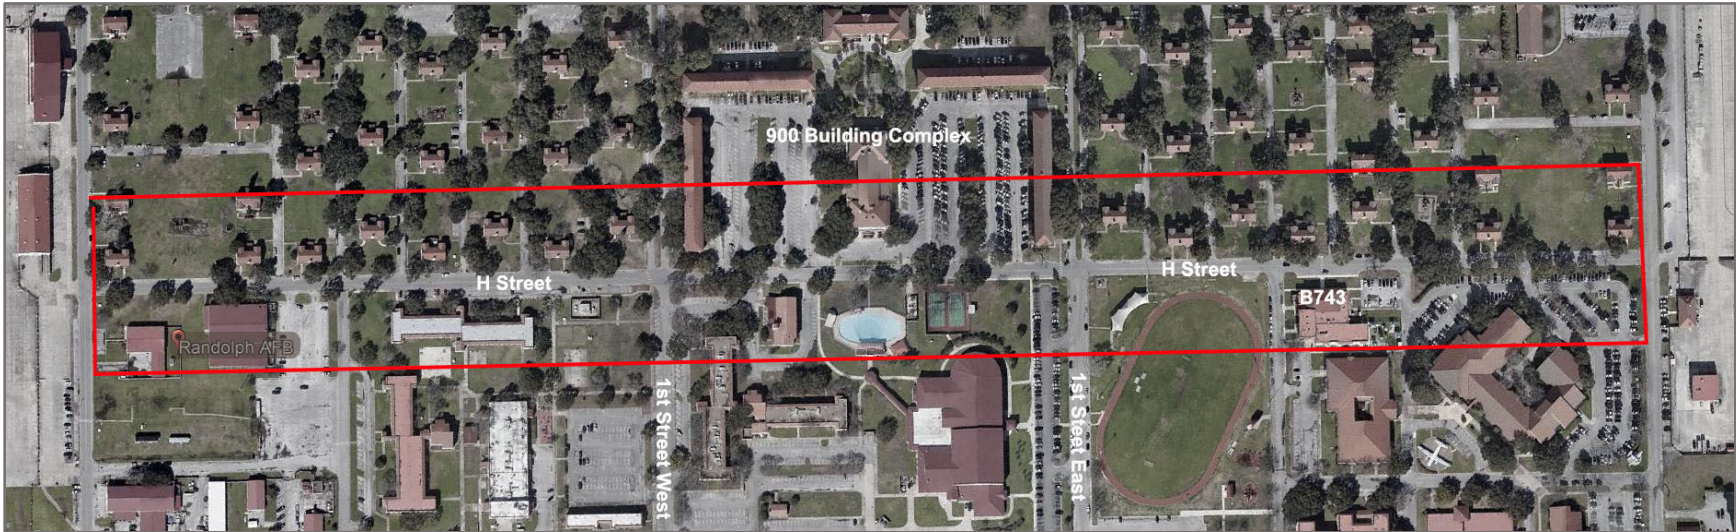 900 Building Complex
H Street
H Street
B743
Randolph AFB
1st Street West
1st Steet East